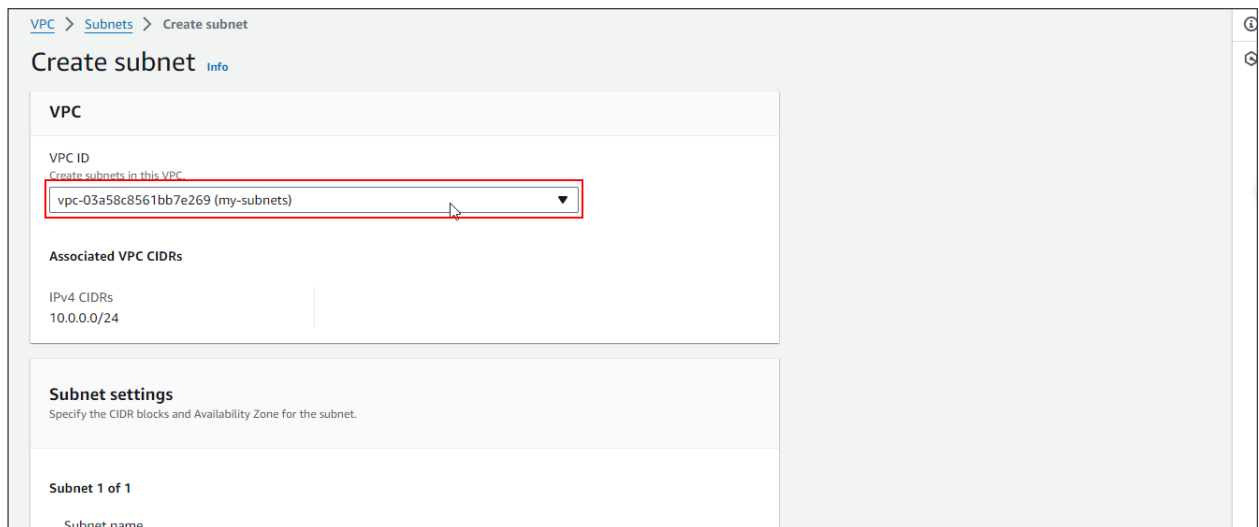 VPC > Subnets > Create subnet
Create subnet Info
VPC
VPC ID
Create subnets in this VPC.
vpc-03a58c8561bb7e269 (my-subnets)
Associated VPC CIDRs
IPv4 CIDRs
10.0.0.0/24
Subnet settings
Specify the CIDR blocks and Availability Zone for the subnet.
Subnet 1 of 1
Subnet name